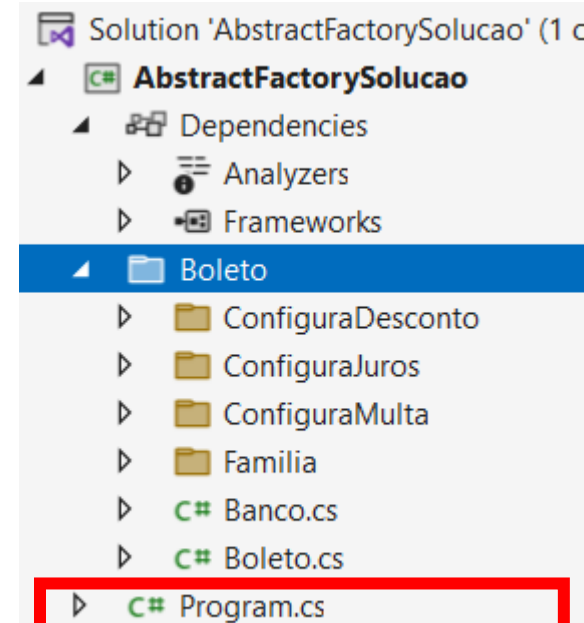 Solution 'AbstractFactorySolucao' (1 c
C# AbstractFactorySolucao
Dependencies
Analyzers
Frameworks
Boleto
ConfiguraDesconto
ConfiguraJuros
ConfiguraMulta
Familia
C# Banco.cs
C# Boleto.cs
C# Program.cs